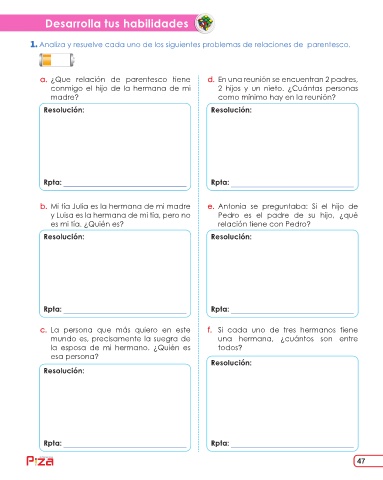 Desarrolla tus habilidades
1. Analiza y resuelve cada uno de los siguientes problemas de relaciones de parentesco.
a. ¿Que relación de parentesco tiene
conmigo el hijo de la hermana de mi
madre?
Resolución:
Rpta:
b. Mi tía Julia es la hermana de mi madre
y Luisa es la hermana de mi tía, pero no
es mi tía. ¿Quién es?
Resolución:
Rpta:
c. La persona que más quiero en este
mundo es, precisamente la suegra de
la esposa de mi hermano. ¿Quién es
esa persona?
Resolución:
Rpta:
d. En una reunión se encuentran 2 padres,
2 hijos y un nieto. ¿Cuántas personas
como mínimo hay en la reunión?
Resolución:
Rpta:
e. Antonia se preguntaba: Si el hijo de
Pedro es el padre de su hijo, ¿qué
relación tiene con Pedro?
Resolución:
Rpta:
f. Si cada uno de tres hermanos tiene
una hermana, ¿cuántos son entre
todos?
Resolución:
Rpta:
PIZA
47